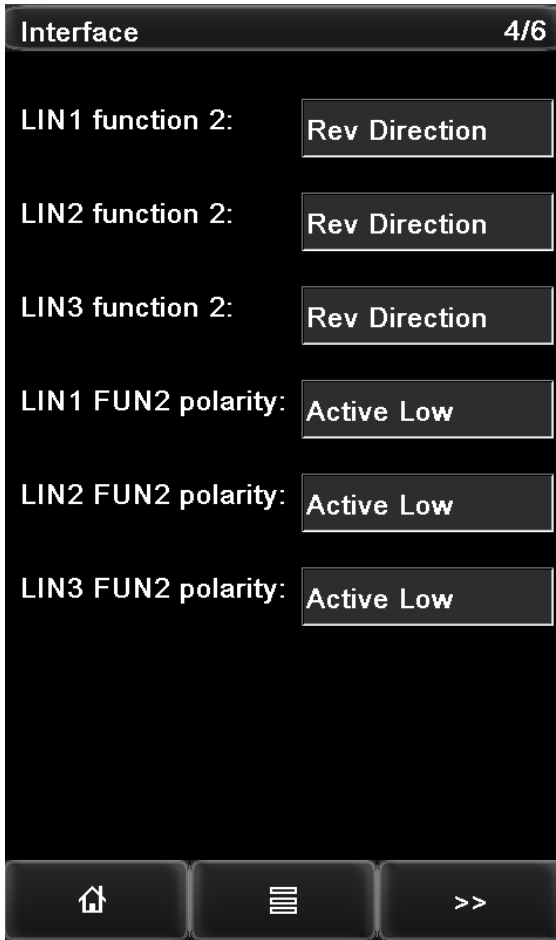 Interface 4/6
LIN1 function 2: Rev Direction
LIN2 function 2: Rev Direction
LIN3 function 2: Rev Direction
LIN1 FUN2 polarity: Active Low
LIN2 FUN2 polarity: Active Low
LIN3 FUN2 polarity: Active Low
>>